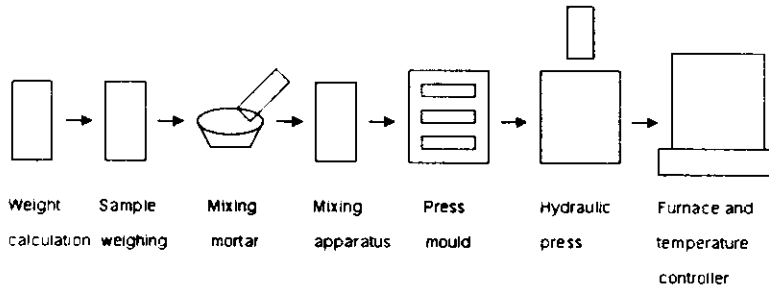 Weight calculation
Sample weighing
Mixing mortar
Mixing apparatus
Press mould
Hydraulic press
Furnace and temperature controller